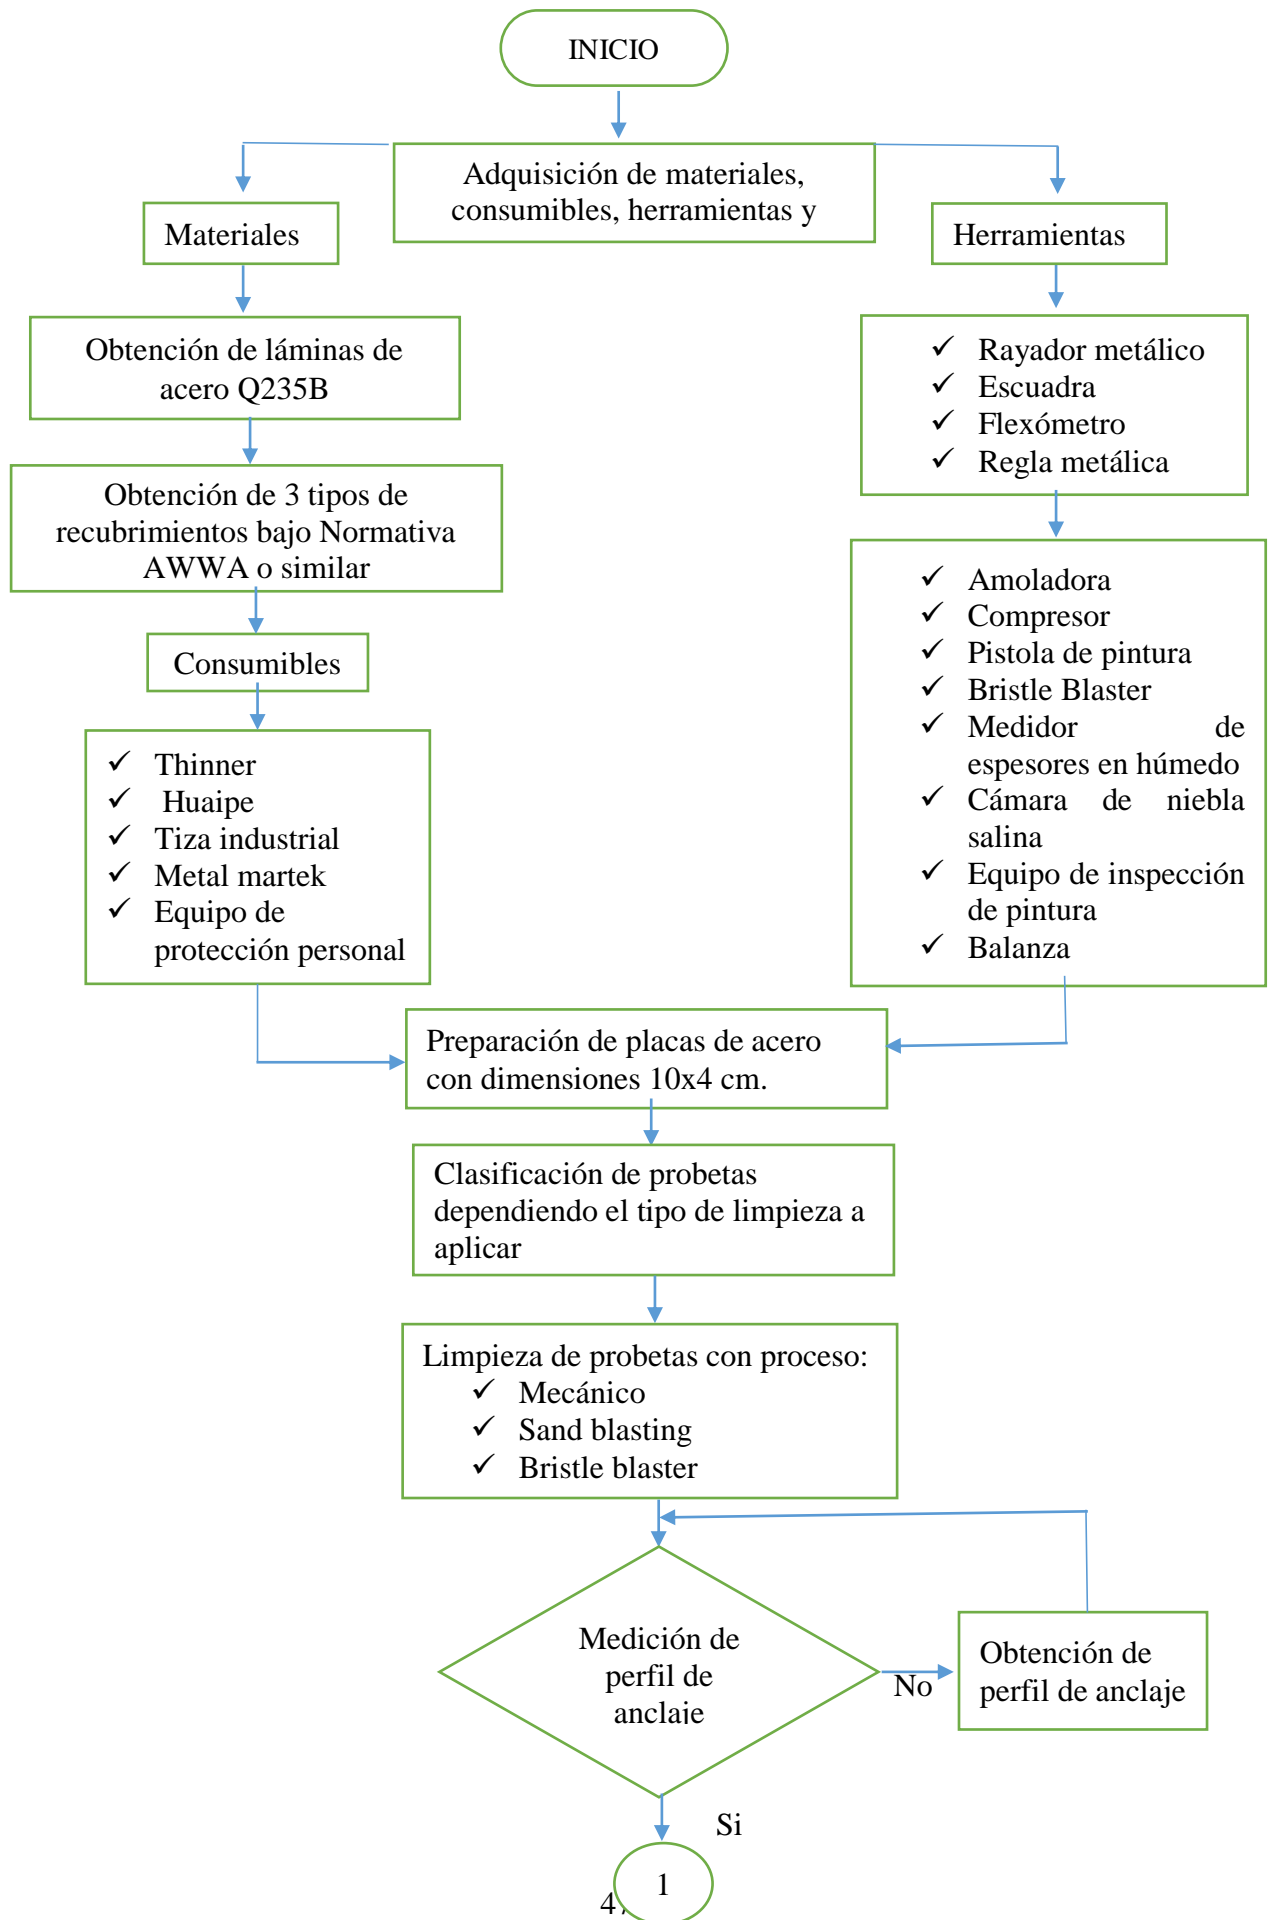 INICIO
Adquisición de materiales,
consumibles, herramientas y
Materiales
Herramientas
Obtención de láminas de
acero Q235B
✓ Rayador metálico
✓ Escuadra
✓ Flexómetro
✓ Regla metálica
Obtención de 3 tipos de
recubrimientos bajo Normativa
AWWA o similar
Consumibles
✓ Thinner
✓ Huaipe
✓ Tiza industrial
✓ Metal martek
✓ Equipo de
protección personal
✓ Amoladora
✓ Compresor
✓ Pistola de pintura
✓ Bristle Blaster
✓ Medidor de
espesores en húmedo
✓ Cámara de niebla
salina
✓ Equipo de inspección
de pintura
✓ Balanza
Preparación de placas de acero
con dimensiones 10x4 cm.
Clasificación de probetas
dependiendo el tipo de limpieza a
aplicar
Limpieza de probetas con proceso:
✓ Mecánico
✓ Sand blasting
✓ Bristle blaster
Medición de
perfil de
anclaje
No
Obtención de
perfil de anclaje
Si
1